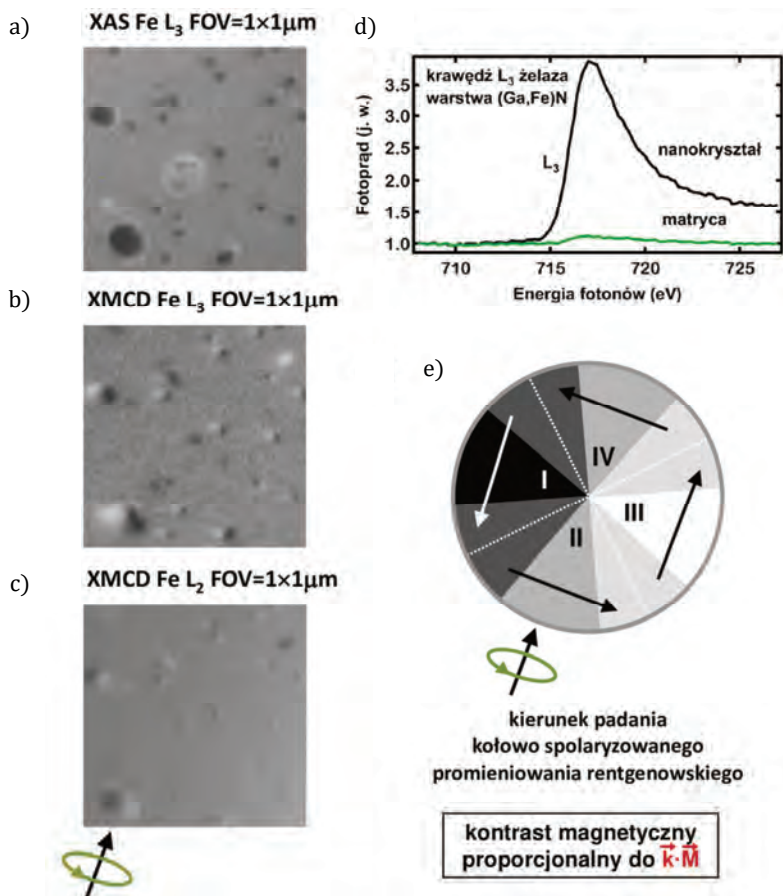 a)
XAS Fe L₃ FOV=1×1μm
b)
XMCD Fe L₃ FOV=1×1μm
c)
XMCD Fe L₂ FOV=1×1μm
d)
krawędź L₃ żelaza
warstwa (Ga,Fe)N
L₃
nanokryształ
matryca
Fotoprąd (j. w.)
3.5
3.0
2.5
2.0
1.5
1.0
710 715 720 725
Energia fotonów (eV)
e)
I
II
III
IV
kierunek padania
kołowo spolaryzowanego
promieniowania rentgenowskiego
kontrast magnetyczny
proporcjonalny do k⃗·M⃗